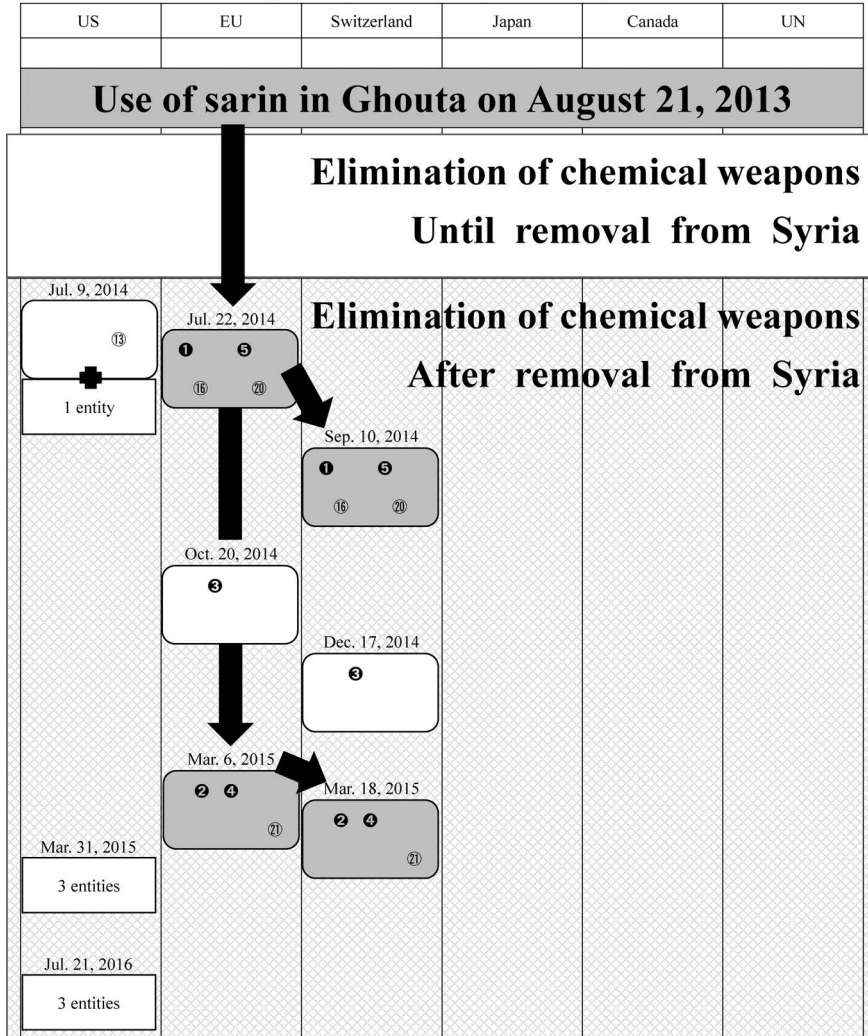 US EU Switzerland Japan Canada UN
Use of sarin in Ghouta on August 21, 2013
Elimination of chemical weapons
Until removal from Syria
Elimination of chemical weapons
After removal from Syria
Jul. 9, 2014
⑬
1 entity
Jul. 22, 2014
❶ ❺
⑯ ⑳
Sep. 10, 2014
❶ ❺
⑯ ⑳
Oct. 20, 2014
❸
Dec. 17, 2014
❸
Mar. 6, 2015
❷ ❹
㉑
Mar. 18, 2015
❷ ❹
㉑
Mar. 31, 2015
3 entities
Jul. 21, 2016
3 entities